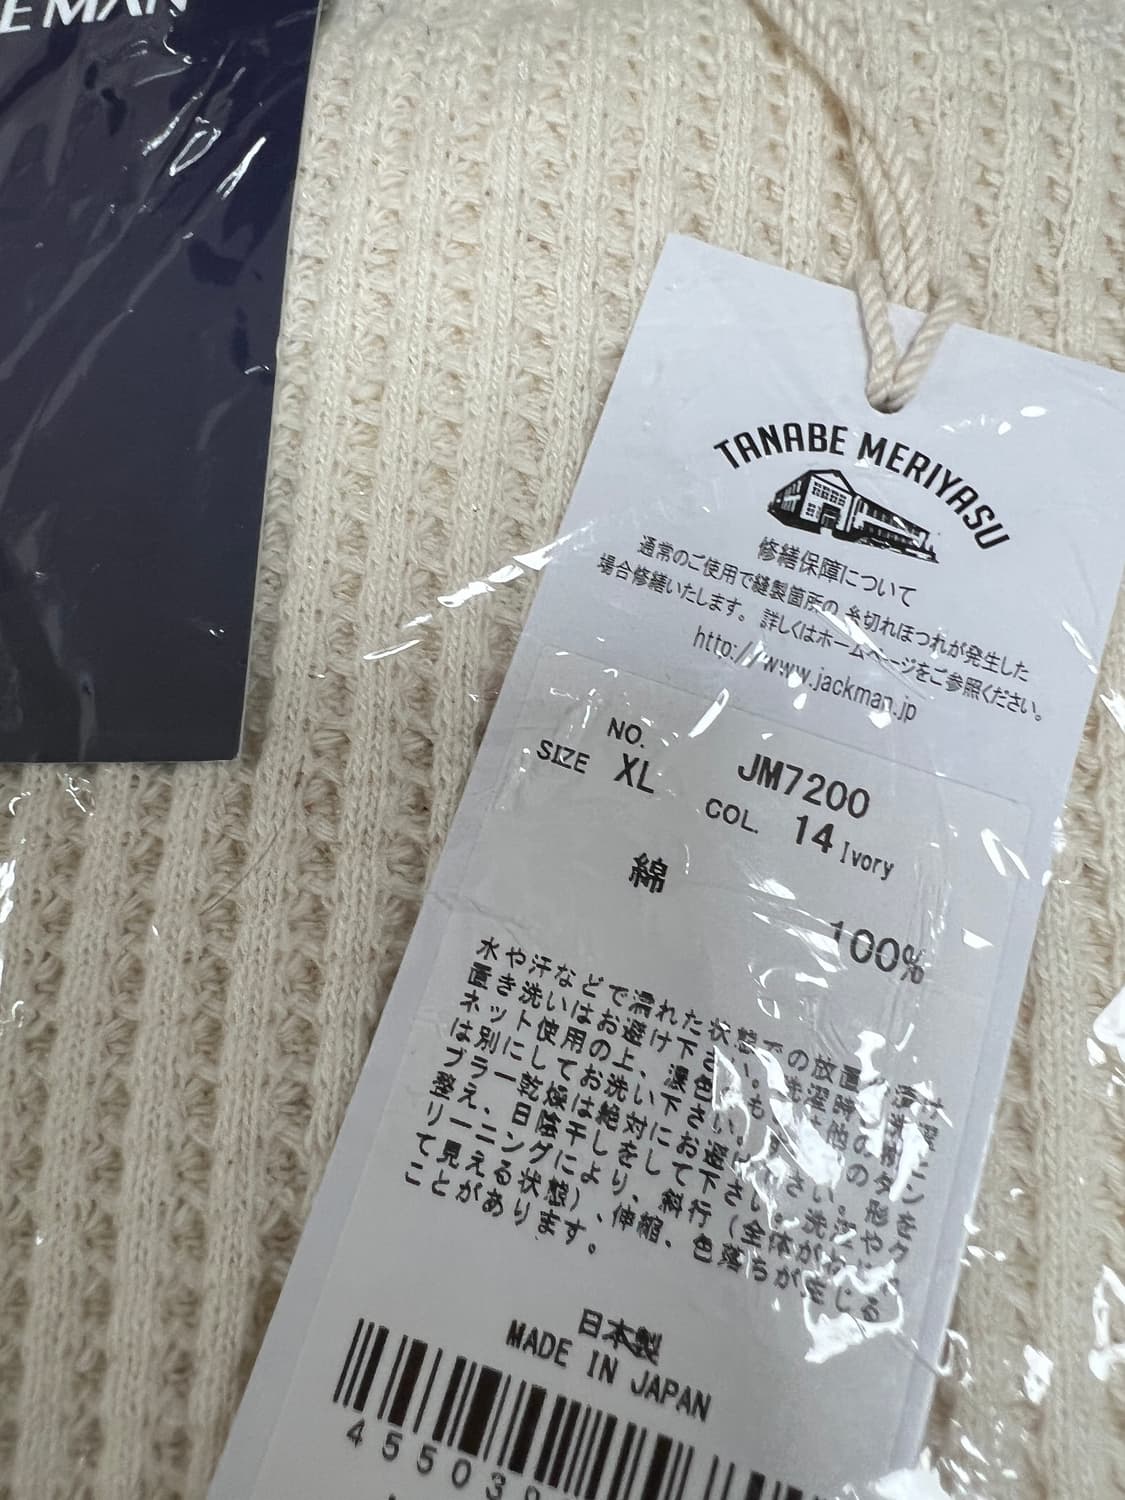 EMAN
TANABE MERIYASU
修繕保障について
通常のご使用で縫製箇所の 糸切れほつれが発生した
場合修繕いたします。 詳しくはホームページをご参照ください。
http://www.jackman.jp
NO. JM7200
SIZE XL COL. 14 Ivory
綿 100%
水や汗などで濡れた状態での放置
置き洗いはお避け下さい。洗濯時
ネット使用の上、濃色
は別にしてお洗い下さい。 他の
ブラー乾燥は絶対にお避け下さい。形を
整え、日陰干しをして下さい。洗濯やク
リーニングにより、斜行(全体が
て見える状態)、伸縮、色落ちが生じる
ことがあります。
日本製
MADE IN JAPAN
45503